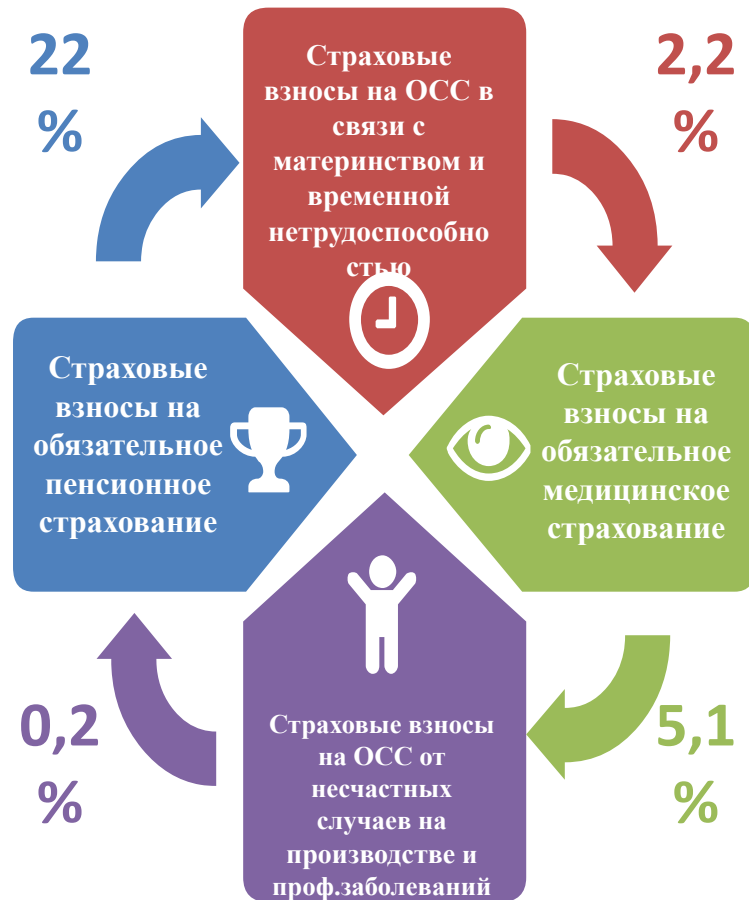 22
%
Страховые
взносы на ОСС в
связи с
материнством и
временной
нетрудоспособно
стью
2,2
%
Страховые
взносы на
обязательное
пенсионное
страхование
Страховые
взносы на
обязательное
медицинское
страхование
0,2
%
Страховые взносы
на ОСС от
несчастных
случаев на
производстве и
проф.заболеваний
5,1
%